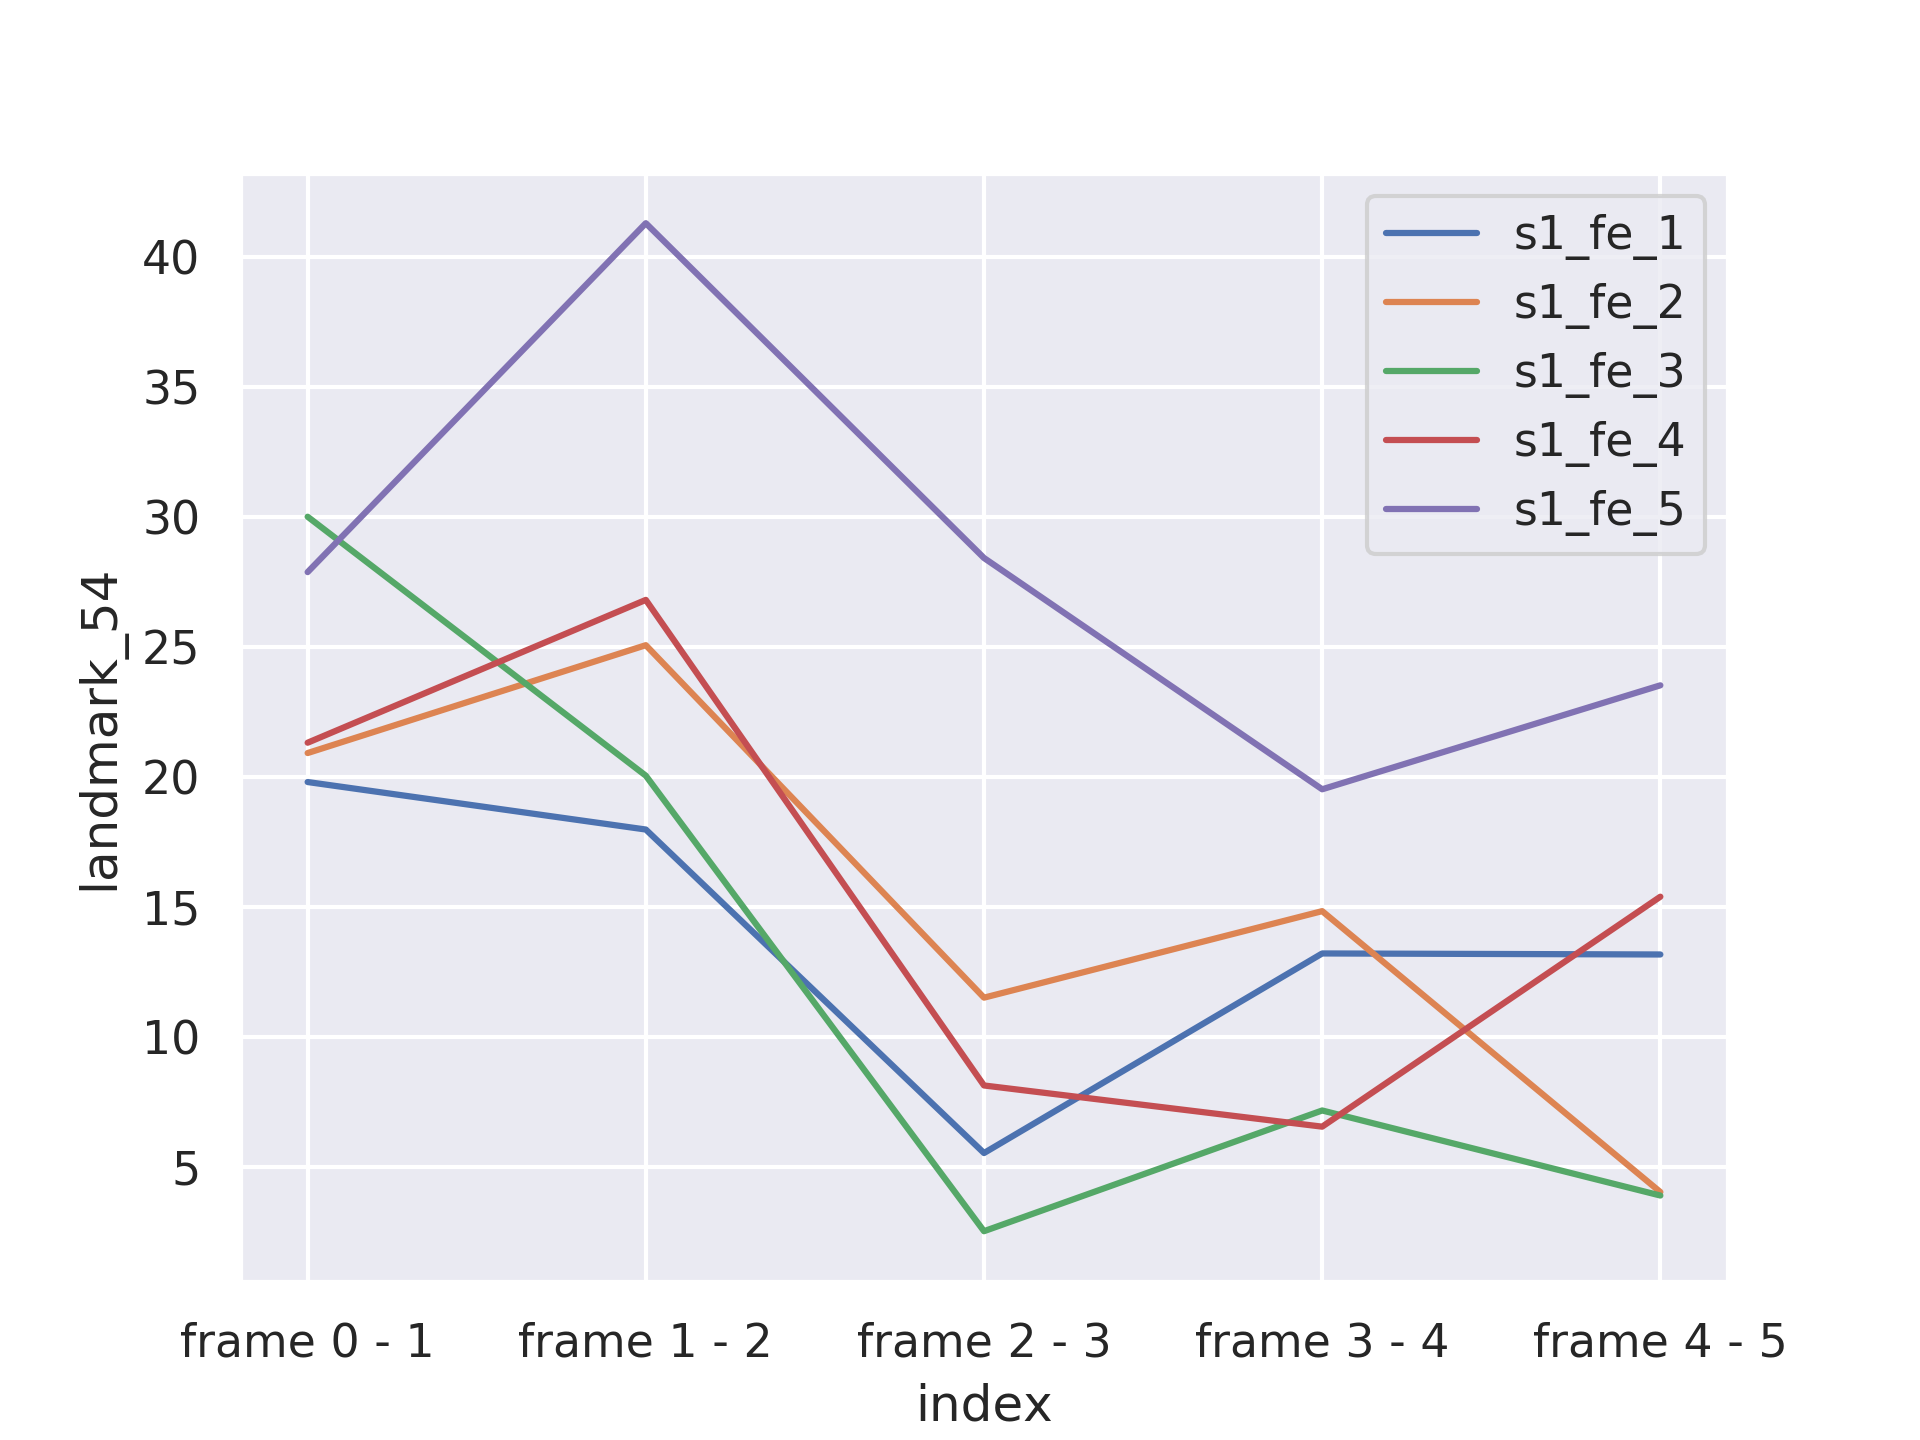 s1_fe_1
s1_fe_2
s1_fe_3
s1_fe_4
s1_fe_5
landmark_54
40
35
30
25
20
15
10
5
frame 0 - 1
frame 1 - 2
frame 2 - 3
frame 3 - 4
frame 4 - 5
index